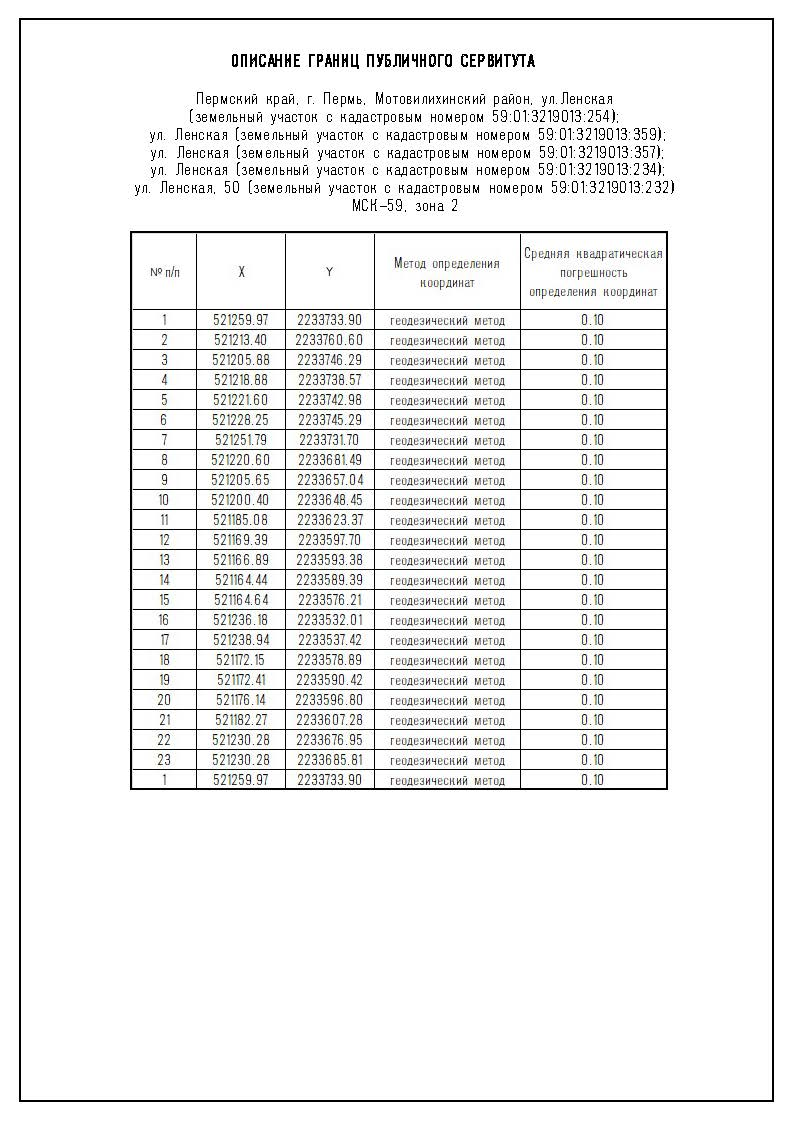 ОПИСАНИЕ ГРАНИЦ ПУБЛИЧНОГО СЕРВИТУТА
Пермский край, г. Пермь, Мотовилихинский район, ул.Ленская
(земельный участок с кадастровым номером 59:01:3219013:254);
ул. Ленская (земельный участок с кадастровым номером 59:01:3219013:359);
ул. Ленская (земельный участок с кадастровым номером 59:01:3219013:357);
ул. Ленская (земельный участок с кадастровым номером 59:01:3219013:234);
ул. Ленская, 50 (земельный участок с кадастровым номером 59:01:3219013:232)
МСК-59, зона 2
№ п/п X Y Метод определения координат Средняя квадратическая погрешность определения координат
1 521259.97 2233733.90 геодезический метод 0.10
2 521213.40 2233760.60 геодезический метод 0.10
3 521205.88 2233746.29 геодезический метод 0.10
4 521218.88 2233738.57 геодезический метод 0.10
5 521221.60 2233742.98 геодезический метод 0.10
6 521228.25 2233745.29 геодезический метод 0.10
7 521251.79 2233731.70 геодезический метод 0.10
8 521220.60 2233681.49 геодезический метод 0.10
9 521205.65 2233657.04 геодезический метод 0.10
10 521200.40 2233648.45 геодезический метод 0.10
11 521185.08 2233623.37 геодезический метод 0.10
12 521169.39 2233597.70 геодезический метод 0.10
13 521166.89 2233593.38 геодезический метод 0.10
14 521164.44 2233589.39 геодезический метод 0.10
15 521164.64 2233576.21 геодезический метод 0.10
16 521236.18 2233532.01 геодезический метод 0.10
17 521238.94 2233537.42 геодезический метод 0.10
18 521172.15 2233578.89 геодезический метод 0.10
19 521172.41 2233590.42 геодезический метод 0.10
20 521176.14 2233596.80 геодезический метод 0.10
21 521182.27 2233607.28 геодезический метод 0.10
22 521230.28 2233676.95 геодезический метод 0.10
23 521230.28 2233685.81 геодезический метод 0.10
1 521259.97 2233733.90 геодезический метод 0.10